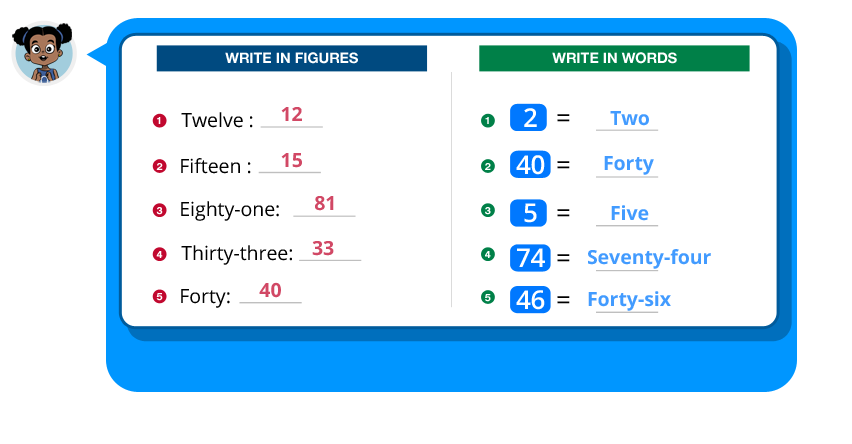 WRITE IN FIGURES
1 Twelve : 12
2 Fifteen : 15
3 Eighty-one: 81
4 Thirty-three: 33
5 Forty: 40
WRITE IN WORDS
1 2 = Two
2 40 = Forty
3 5 = Five
4 74 = Seventy-four
5 46 = Forty-six